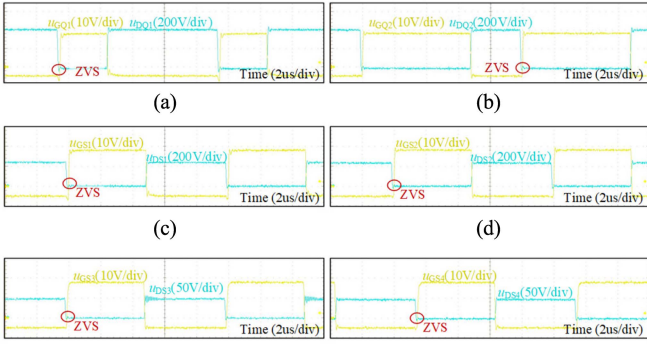 uGQ1(10V/div) uDQ1(200V/div)
ZVS
Time (2us/div)
(a)
uGQ2(10V/div) uDQ2(200V/div)
ZVS
Time (2us/div)
(b)
uGS1(10V/div)
uDS1(200V/div)
ZVS
Time (2us/div)
(c)
uGS2(10V/div)
uDS2(200V/div)
ZVS
Time (2us/div)
(d)
uGS3(10V/div)
uDS3(50V/div)
ZVS
Time (2us/div)
uGS4(10V/div)
uDS4(50V/div)
ZVS
Time (2us/div)